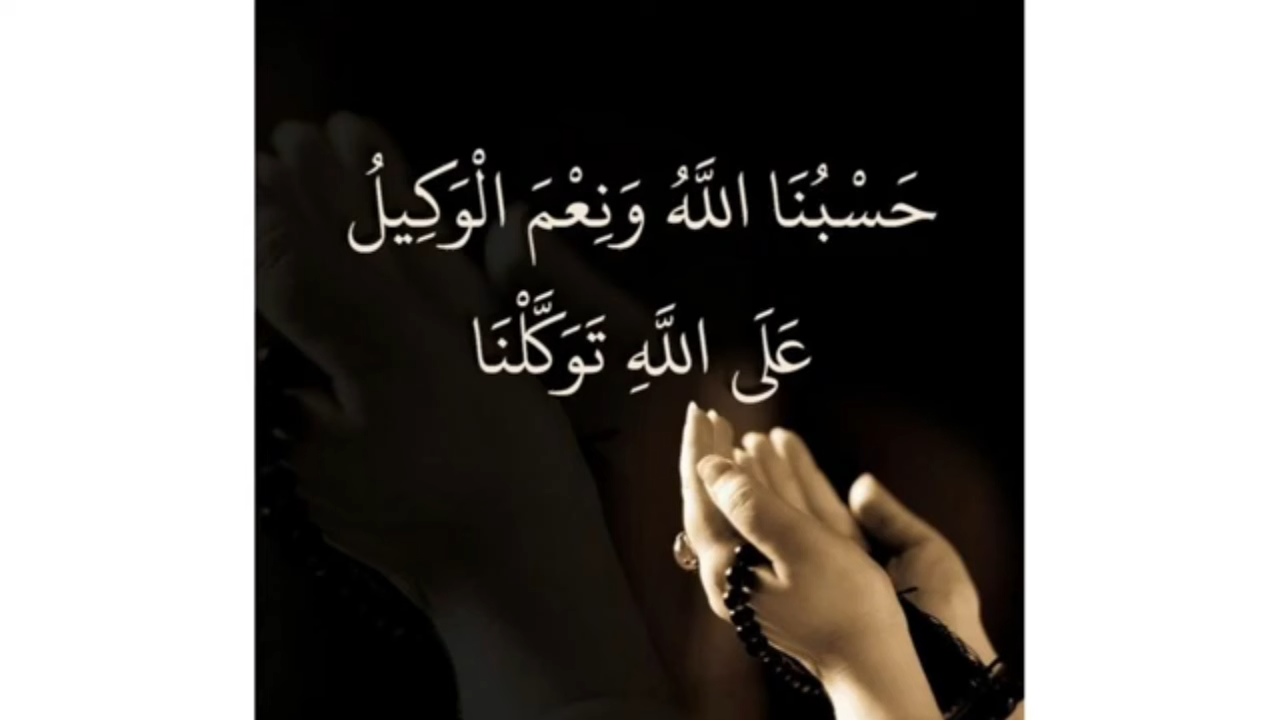 حَسْبُنَا اللَّهُ وَنِعْمَ الْوَكِيلُ
عَلَى اللَّهِ تَوَكَّلْنَا